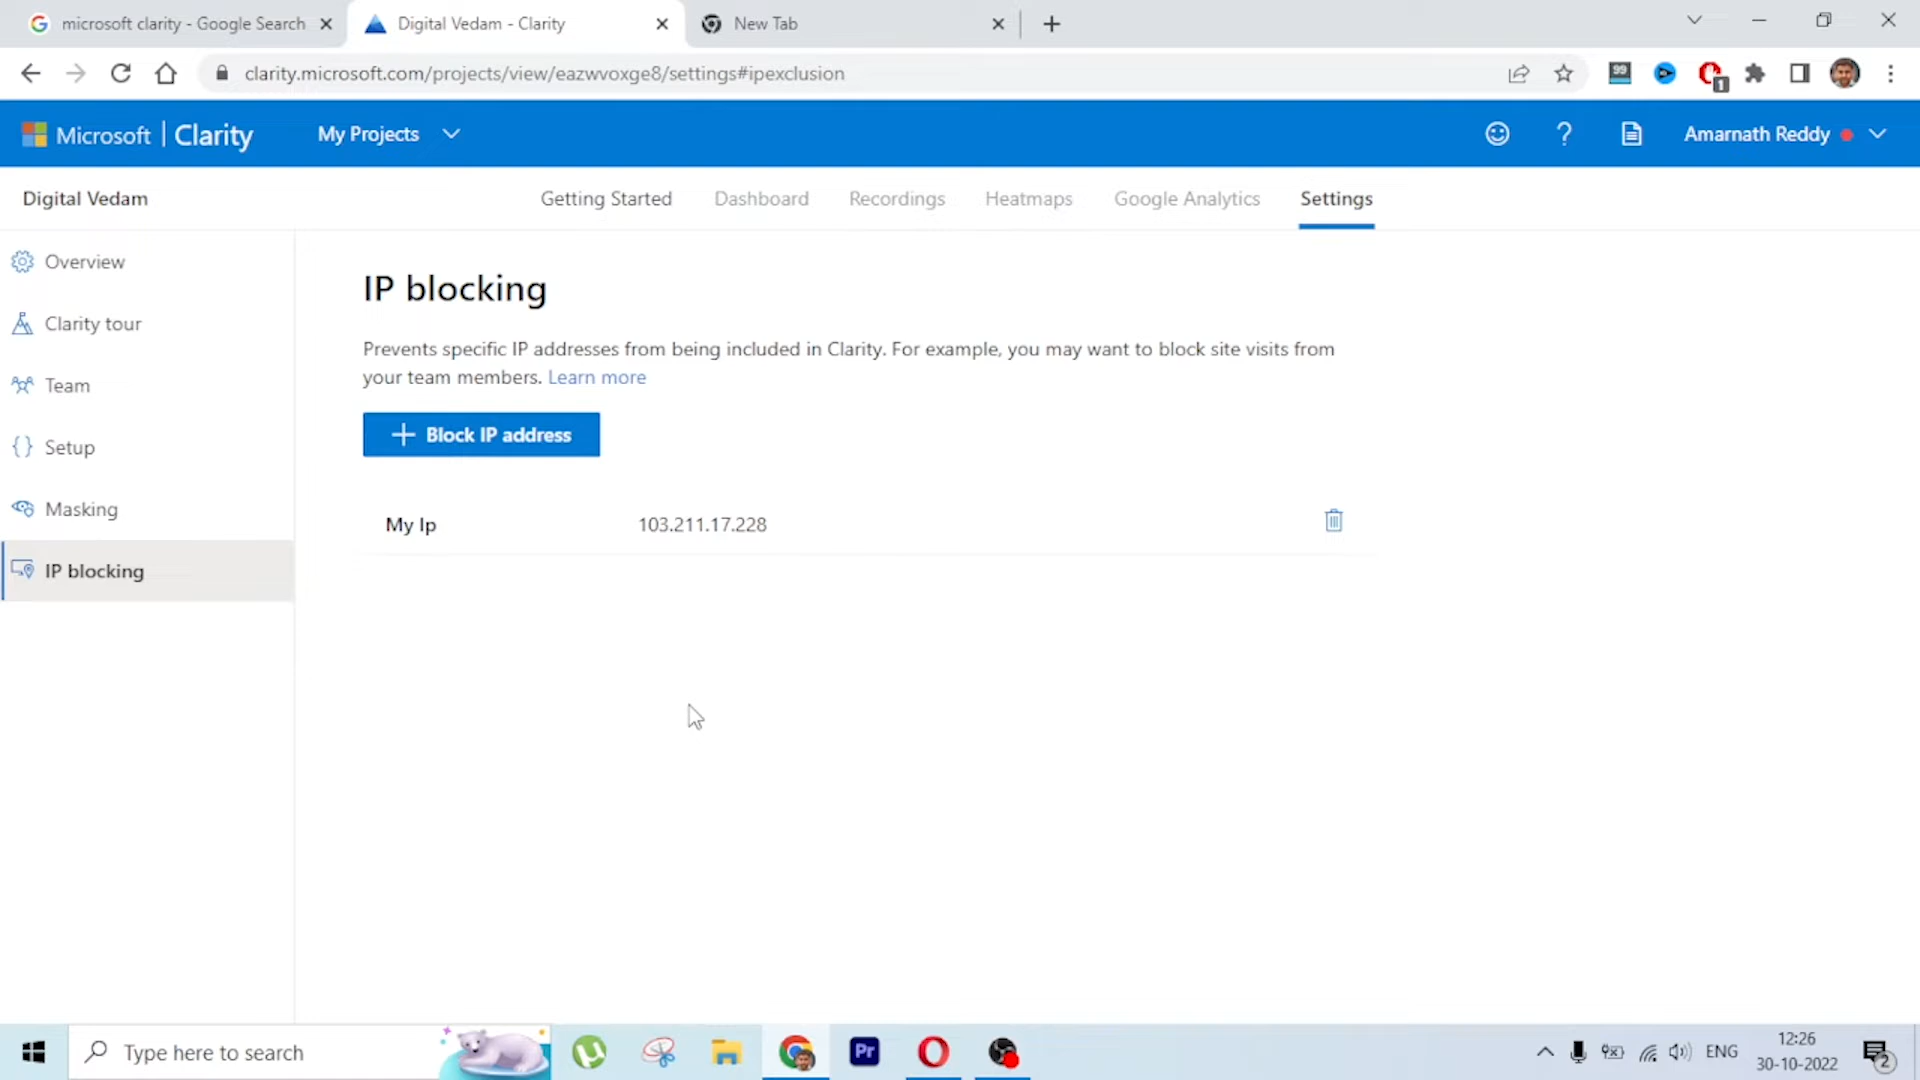 microsoft clarity - Google Search
Digital Vedam - Clarity
New Tab
clarity.microsoft.com/projects/view/eazwvoxge8/settings#ipexclusion
99
1
Microsoft | Clarity
My Projects
Amarnath Reddy
Digital Vedam
Getting Started
Dashboard
Recordings
Heatmaps
Google Analytics
Settings
Overview
Clarity tour
Team
Setup
Masking
IP blocking
IP blocking
Prevents specific IP addresses from being included in Clarity. For example, you may want to block site visits from
your team members. Learn more
Block IP address
My Ip
103.211.17.228
Type here to search
Pr
ENG
12:26
30-10-2022
2